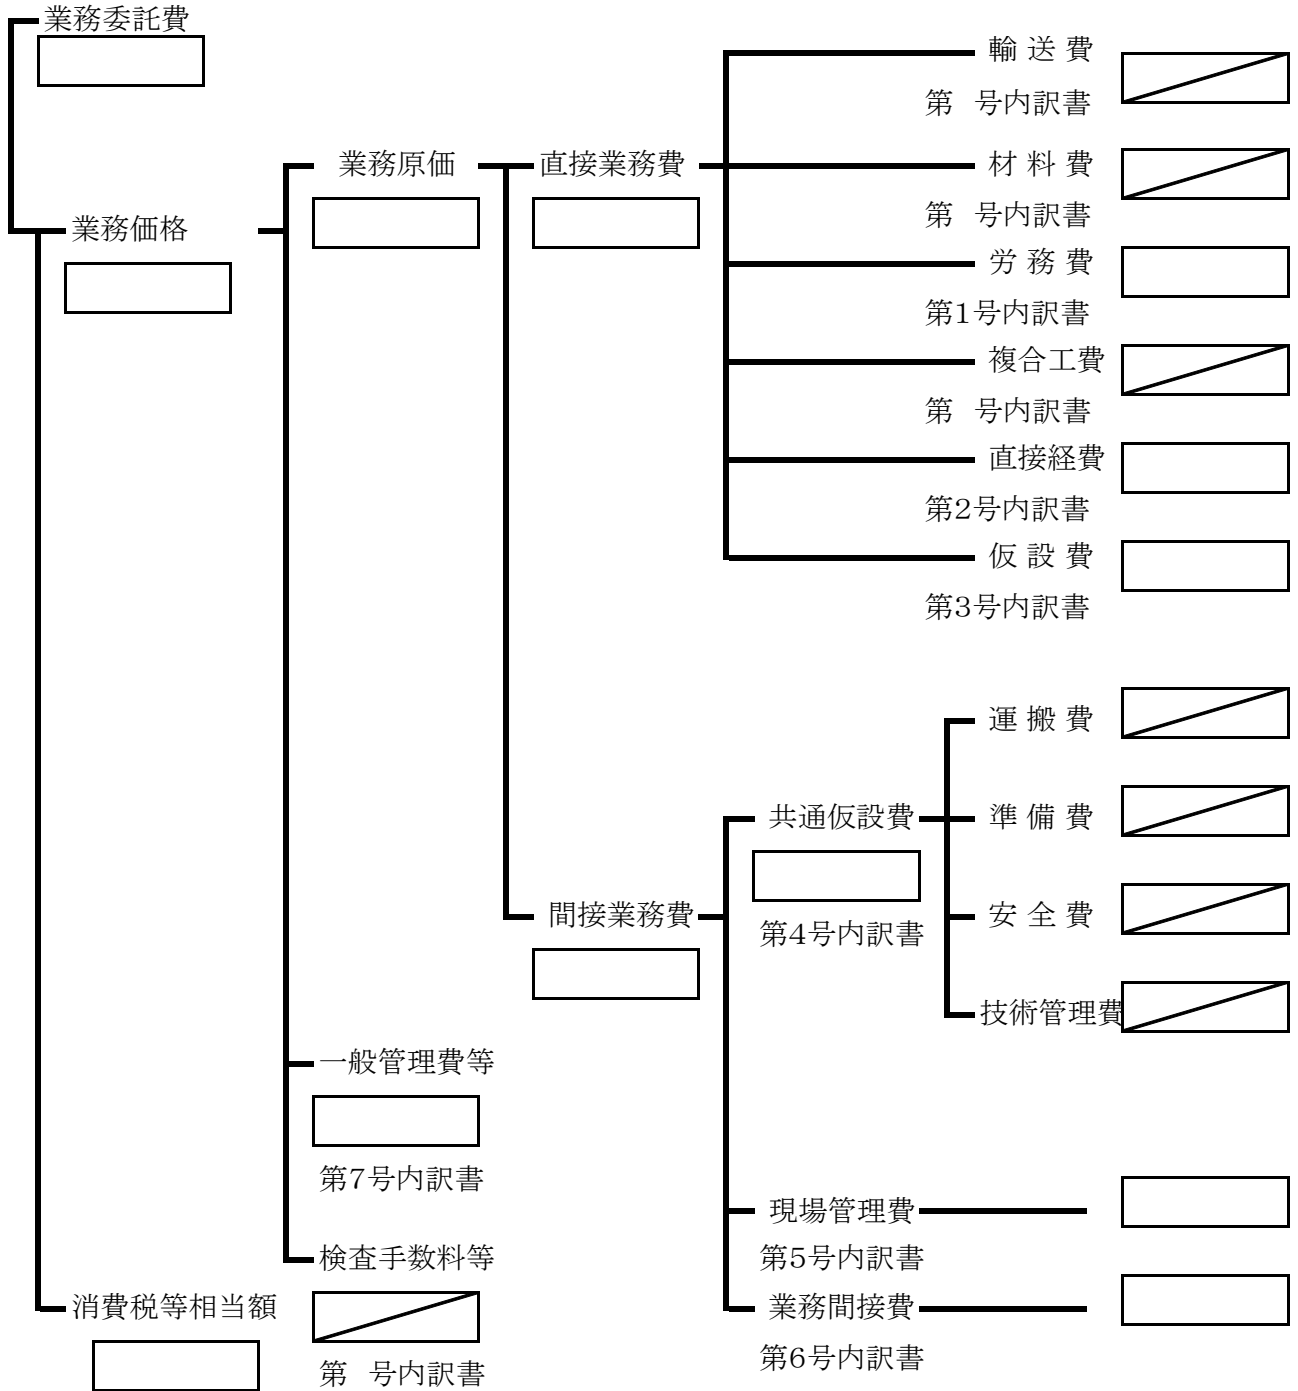 業務委託費
輸 送 費
第　号内訳書
業務原価
直接業務費
材 料 費
第　号内訳書
業務価格
労 務 費
第1号内訳書
複合工費
第　号内訳書
直接経費
第2号内訳書
仮 設 費
第3号内訳書
運 搬 費
共通仮設費
準 備 費
間接業務費
第4号内訳書
安 全 費
技術管理費
一般管理費等
第7号内訳書
現場管理費
第5号内訳書
検査手数料等
消費税等相当額
業務間接費
第6号内訳書
第　号内訳書